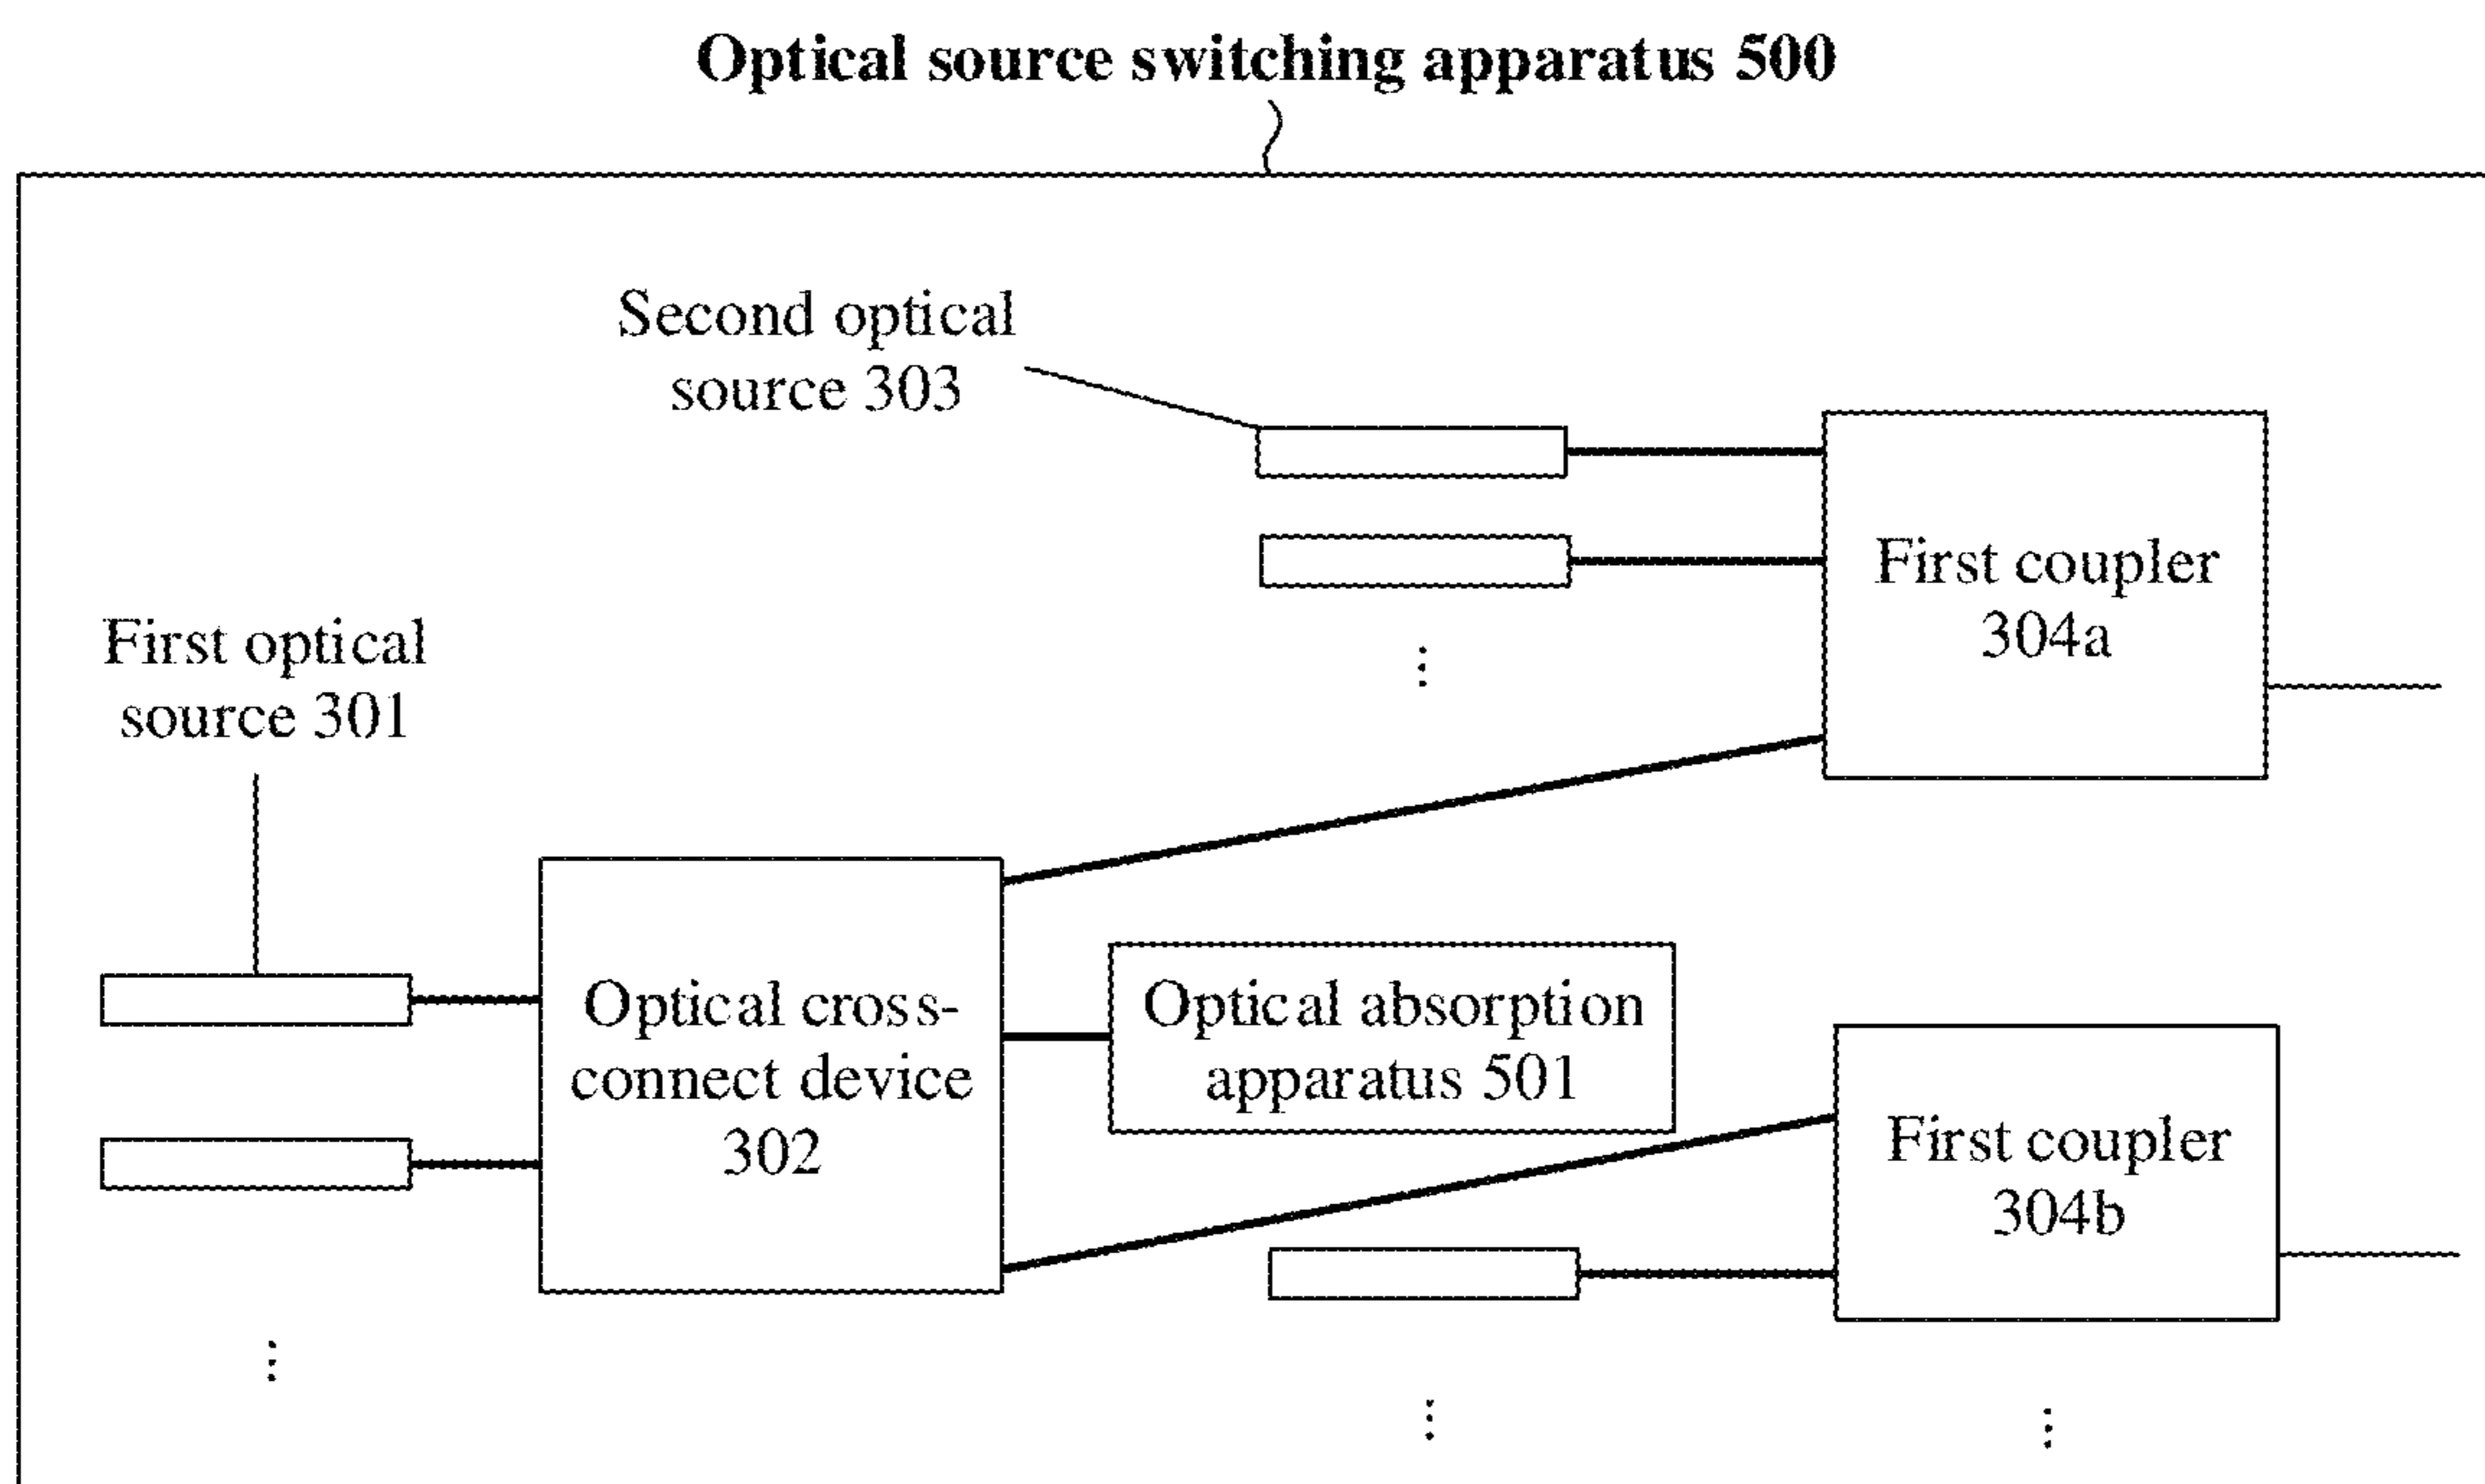 Optical source switching apparatus 500
Second optical
source 303
First coupler
304a
First optical
source 301
Optical cross-
connect device
302
Optical absorption
apparatus 501
First coupler
304b